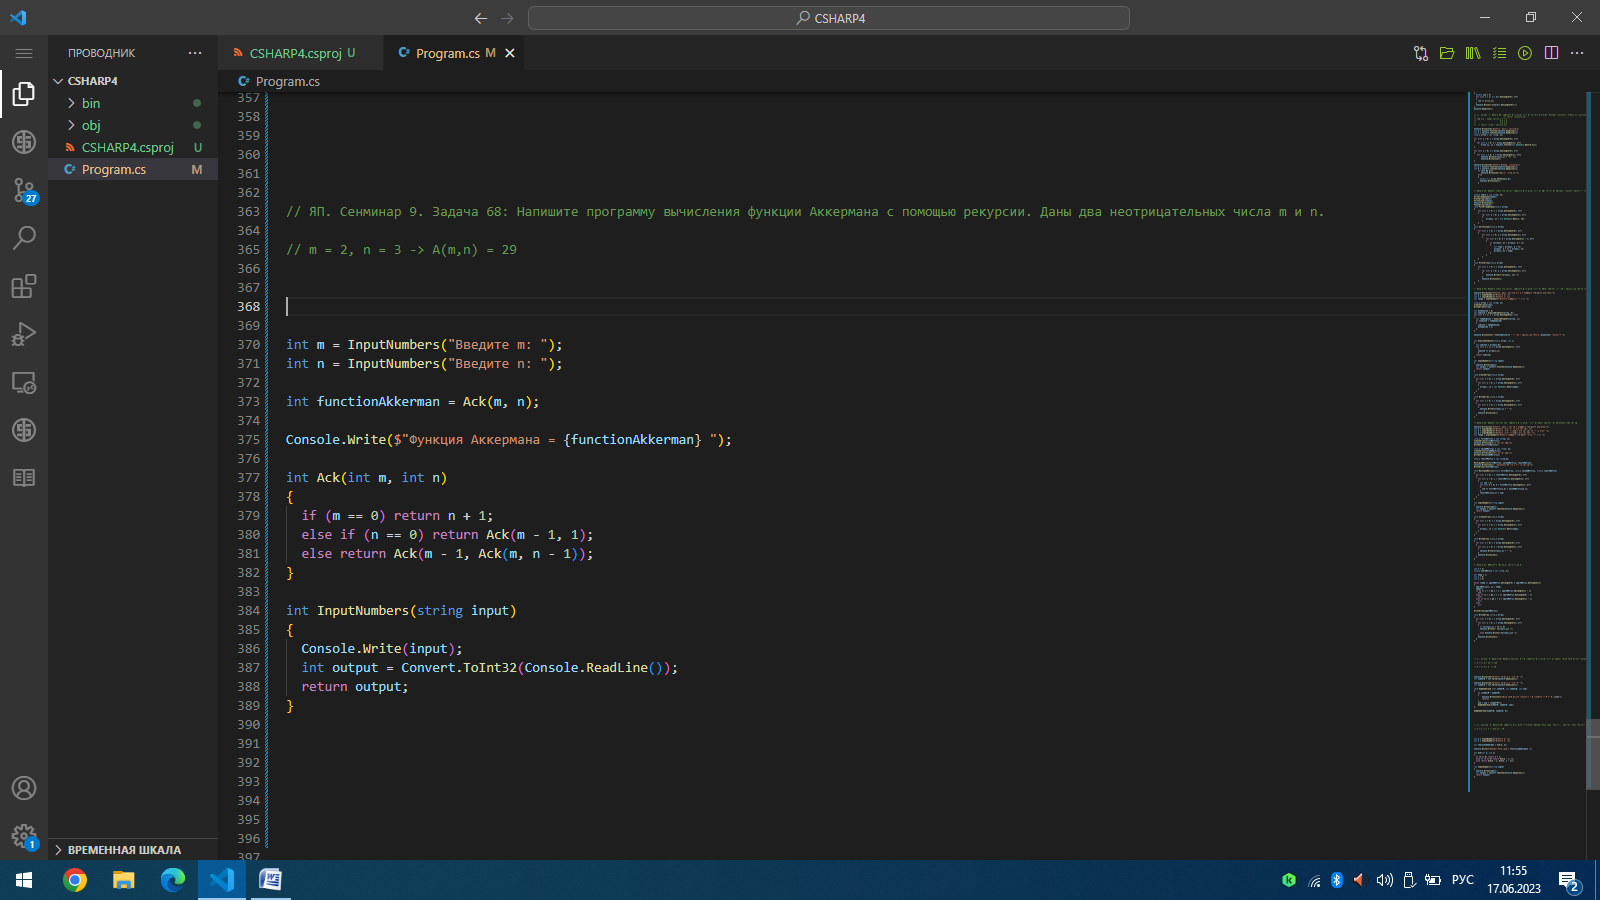 CSHARP4
ПРОВОДНИК
CSHARP4.csproj U
Program.cs M
CSHARP4
Program.cs
bin
obj
CSHARP4.csproj U
Program.cs M
27
1
ВРЕМЕННАЯ ШКАЛА
357
358
359
360
361
362
363 // ЯП. Сенминар 9. Задача 68: Напишите программу вычисления функции Аккермана с помощью рекурсии. Даны два неотрицательных числа m и n.
364
365 // m = 2, n = 3 -> A(m,n) = 29
366
367
368
369
370 int m = InputNumbers("Введите m: ");
371 int n = InputNumbers("Введите n: ");
372
373 int functionAkkerman = Ack(m, n);
374
375 Console.Write($"Функция Аккермана = {functionAkkerman} ");
376
377 int Ack(int m, int n)
378 {
379 if (m == 0) return n + 1;
380 else if (n == 0) return Ack(m - 1, 1);
381 else return Ack(m - 1, Ack(m, n - 1));
382 }
383
384 int InputNumbers(string input)
385 {
386 Console.Write(input);
387 int output = Convert.ToInt32(Console.ReadLine());
388 return output;
389 }
390
391
392
393
394
395
396
397
РУС
11:55
17.06.2023
2